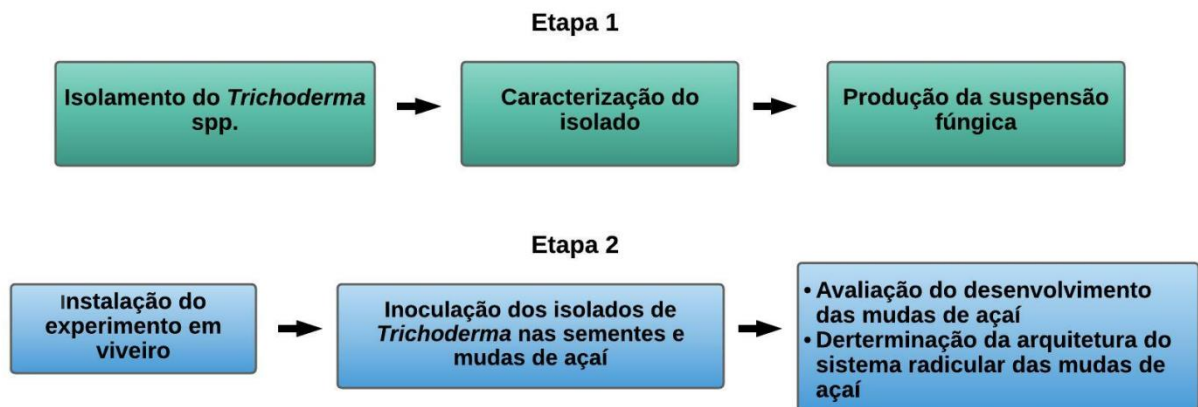 Etapa 1
Isolamento do Trichoderma
spp.
Caracterização do
isolado
Produção da suspensão
fúngica
Etapa 2
Instalação do
experimento em
viveiro
Inoculação dos isolados de
Trichoderma nas sementes e
mudas de açaí
• Avaliação do desenvolvimento
das mudas de açaí
• Derterminação da arquitetura do
sistema radicular das mudas de
açaí